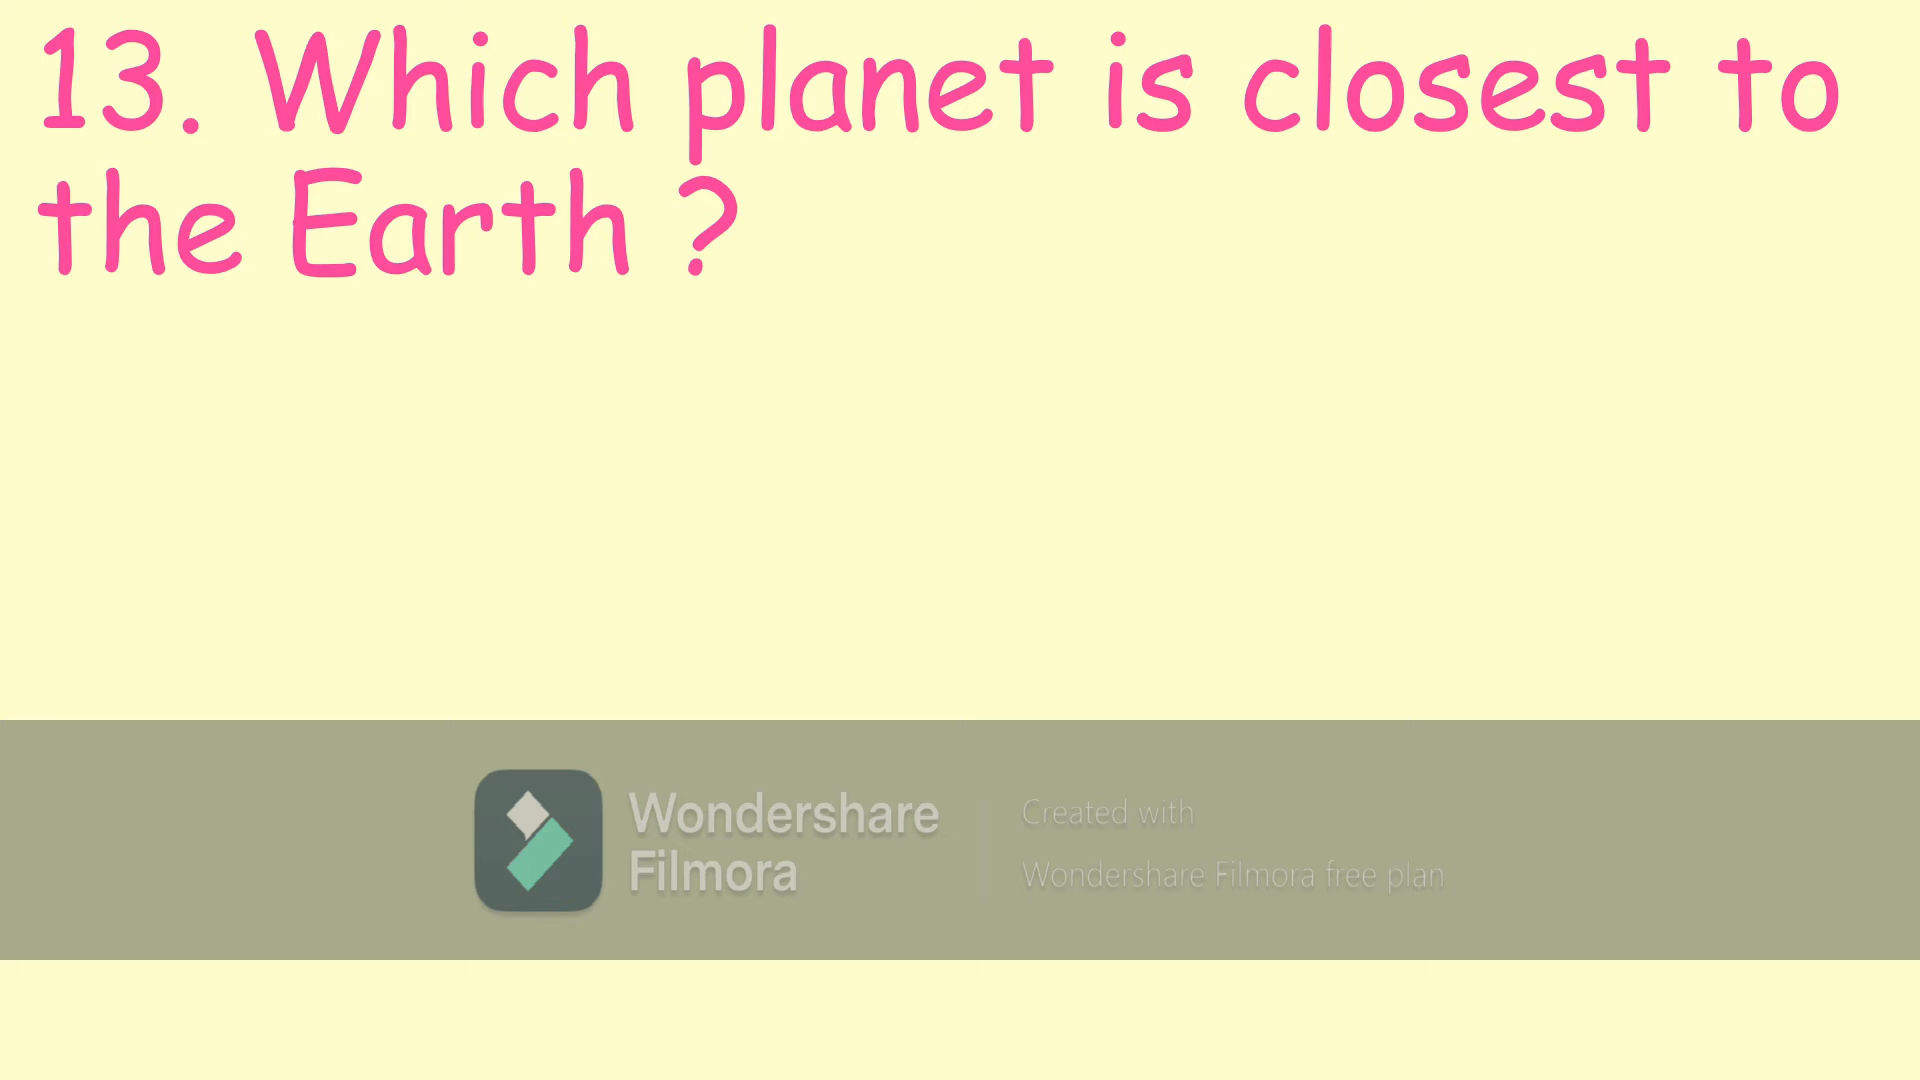 13. Which planet is closest to
the Earth ?
Wondershare
Filmora
Created with
Wondershare Filmora free plan